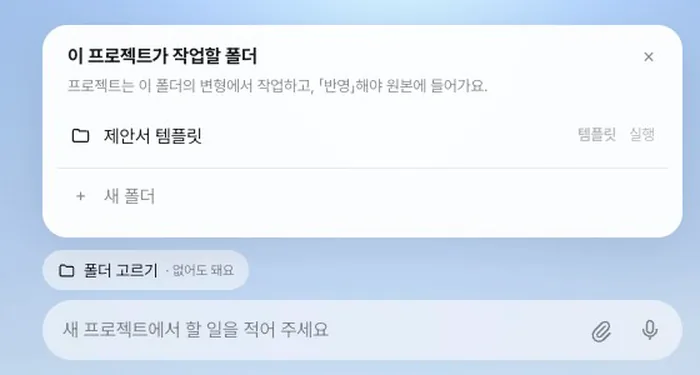 이 프로젝트가 작업할 폴더
프로젝트는 이 폴더의 변형에서 작업하고, 「반영」해야 원본에 들어가요.
제안서 템플릿 템플릿 실행
+ 새 폴더
폴더 고르기 · 없어도 돼요
새 프로젝트에서 할 일을 적어 주세요